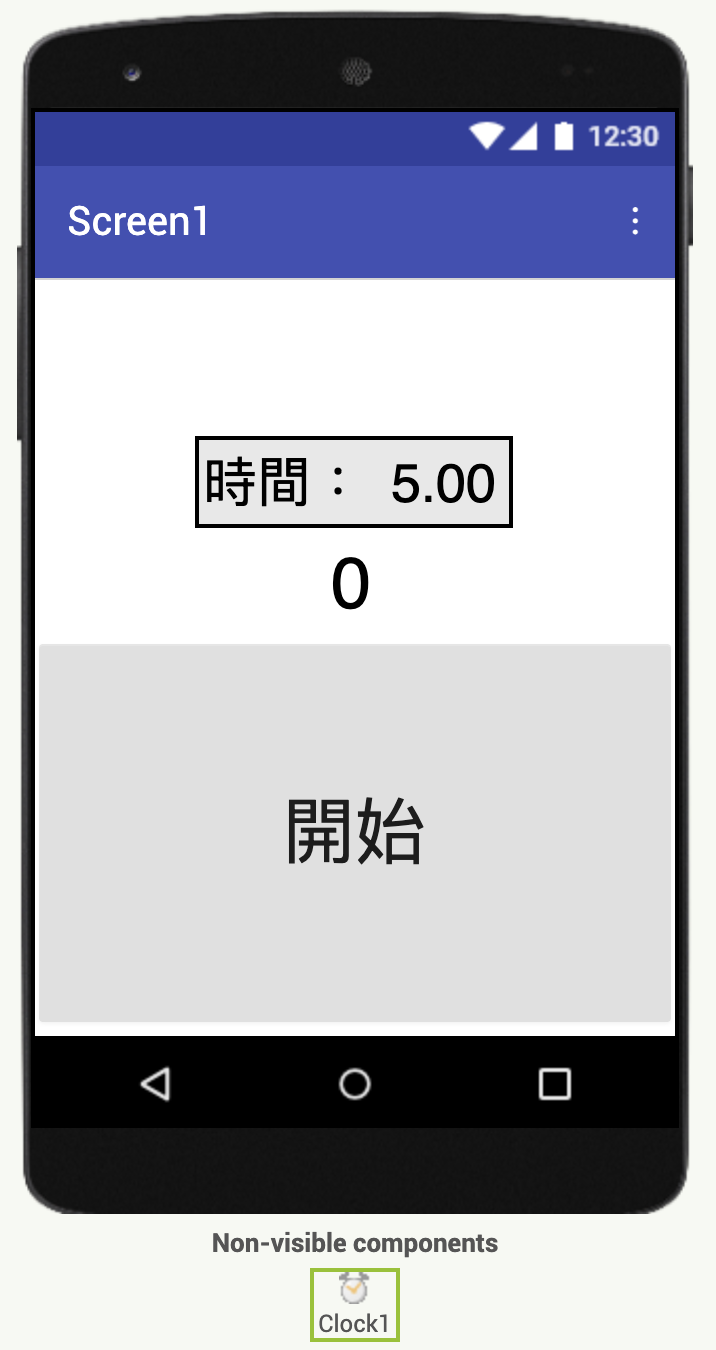 12:30
Screen1
時間： 5.00
0
開始
Non-visible components
Clock1